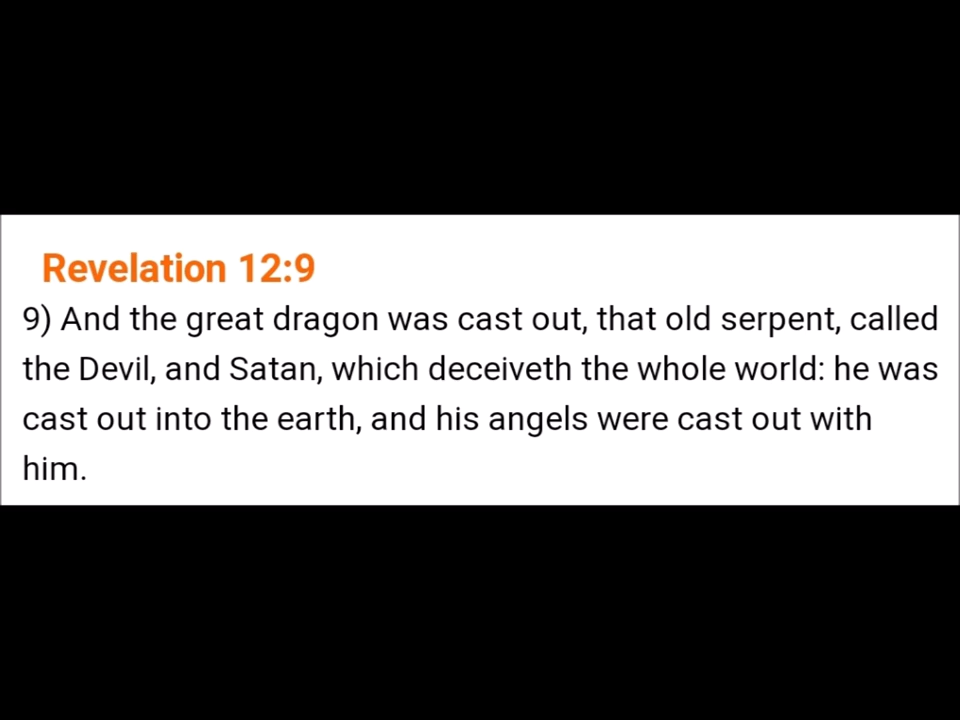 Revelation 12:9
9) And the great dragon was cast out, that old serpent, called
the Devil, and Satan, which deceiveth the whole world: he was
cast out into the earth, and his angels were cast out with
him.